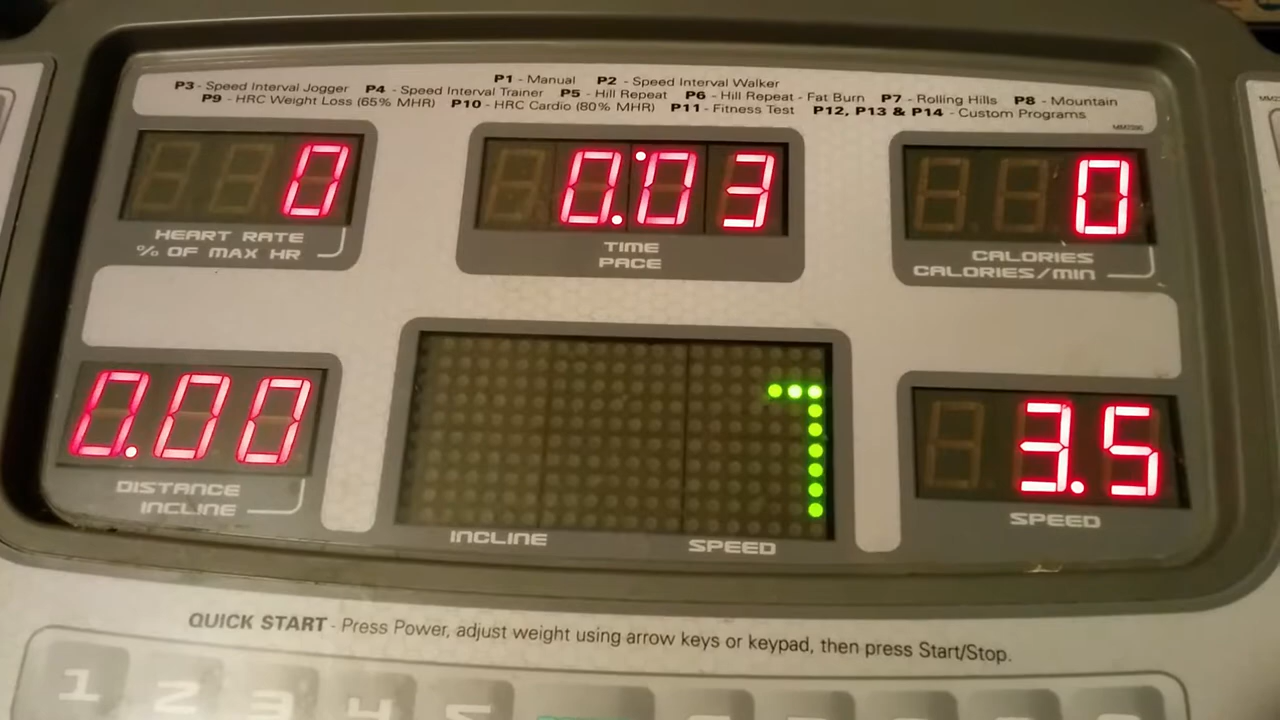 P1 - Manual P2 - Speed Interval Walker
P3 - Speed Interval Jogger P4 - Speed Interval Trainer P5 - Hill Repeat P6 - Hill Repeat - Fat Burn P7 - Rolling Hills P8 - Mountain
P9 - HRC Weight Loss (65% MHR) P10 - HRC Cardio (80% MHR) P11 - Fitness Test P12, P13 & P14 - Custom Programs
0
HEART RATE
% OF MAX HR
0:03
TIME
PACE
0
CALORIES
CALORIES/MIN
0.00
DISTANCE
INCLINE
INCLINE
SPEED
3.5
SPEED
QUICK START - Press Power, adjust weight using arrow keys or keypad, then press Start/Stop.
1 2 3 4 5